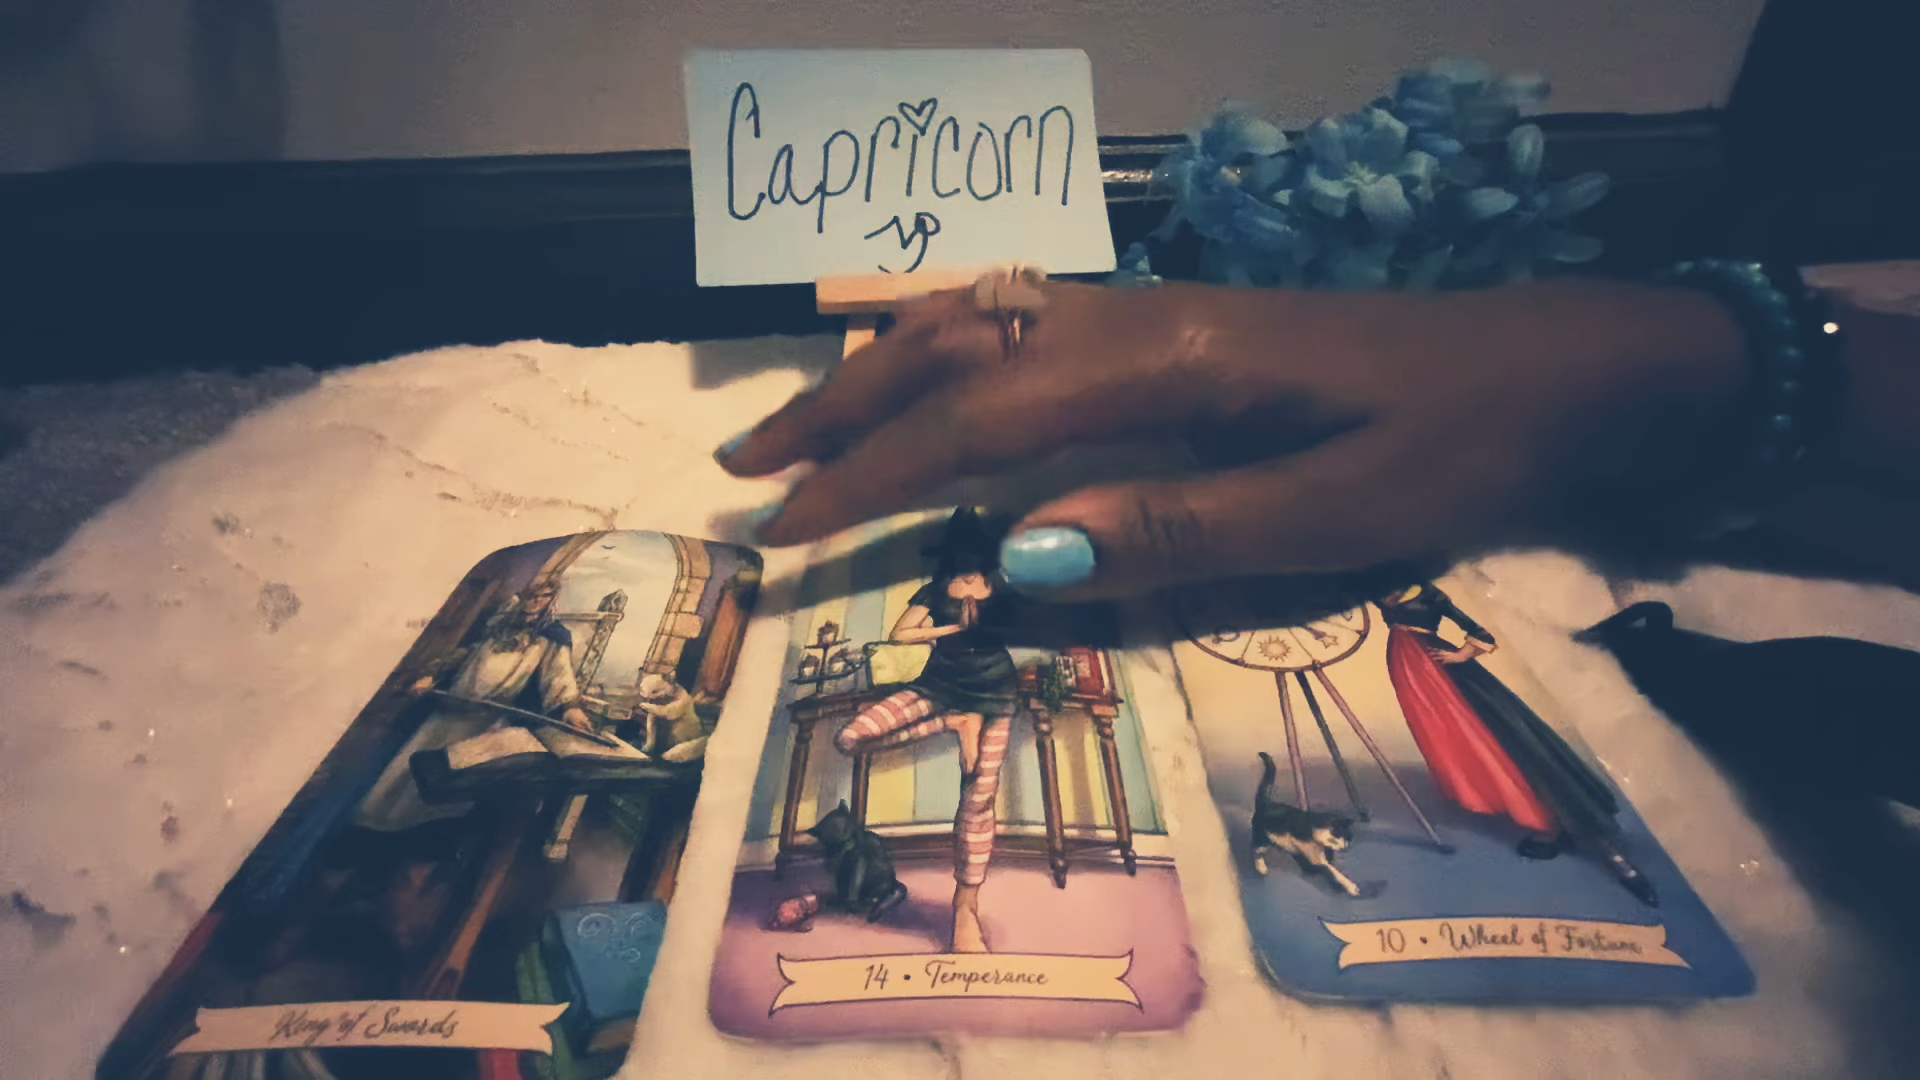 Capricorn
♑
King of Swords
14 • Temperance
10 • Wheel of Fortune